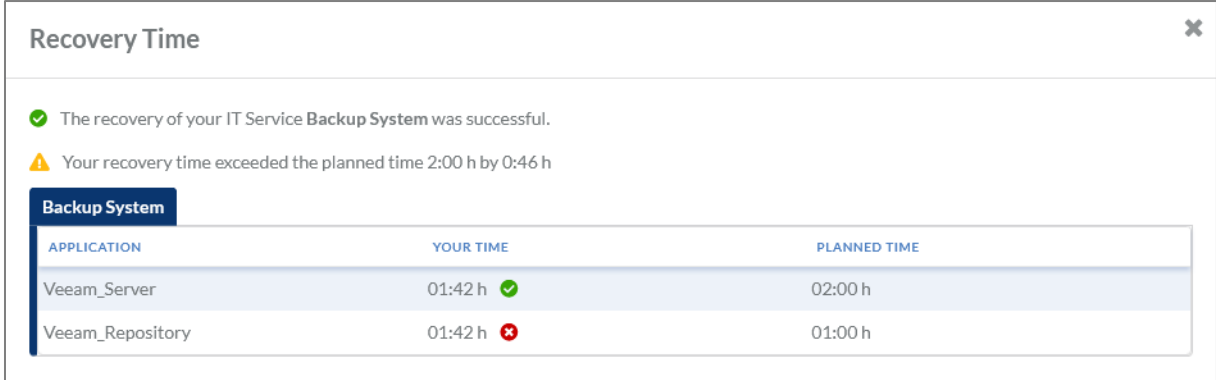 Recovery Time
The recovery of your IT Service Backup System was successful.
Your recovery time exceeded the planned time 2:00 h by 0:46 h
Backup System
APPLICATION YOUR TIME PLANNED TIME
Veeam_Server 01:42 h 02:00 h
Veeam_Repository 01:42 h 01:00 h